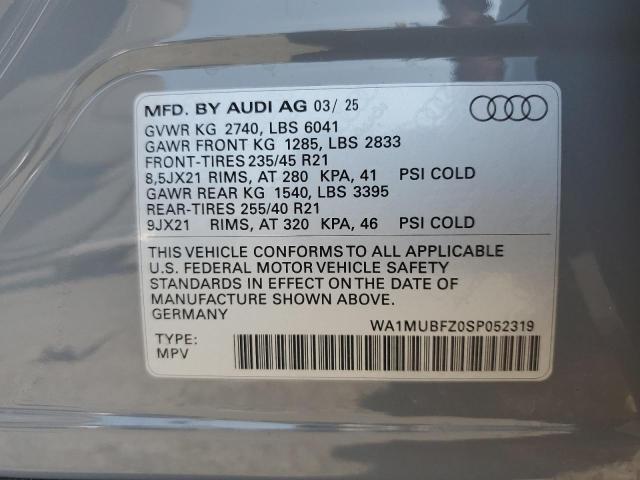 MFD. BY AUDI AG 03/ 25
GVWR KG 2740, LBS 6041
GAWR FRONT KG 1285, LBS 2833
FRONT-TIRES 235/45 R21
8,5JX21 RIMS, AT 280 KPA, 41 PSI COLD
GAWR REAR KG 1540, LBS 3395
REAR-TIRES 255/40 R21
9JX21 RIMS, AT 320 KPA, 46 PSI COLD
THIS VEHICLE CONFORMS TO ALL APPLICABLE
U.S. FEDERAL MOTOR VEHICLE SAFETY
STANDARDS IN EFFECT ON THE DATE OF
MANUFACTURE SHOWN ABOVE.
GERMANY
WA1MUBFZ0SP052319
TYPE:
MPV